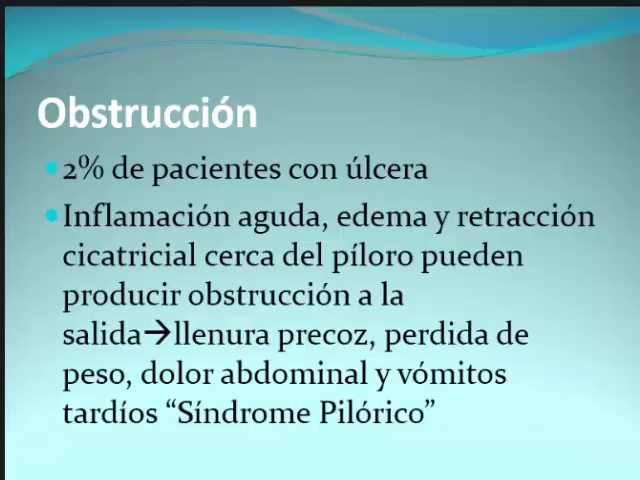 Obstrucción
2% de pacientes con úlcera
Inflamación aguda, edema y retracción
cicatricial cerca del píloro pueden
producir obstrucción a la
salida→llenura precoz, perdida de
peso, dolor abdominal y vómitos
tardíos “Síndrome Pilórico”